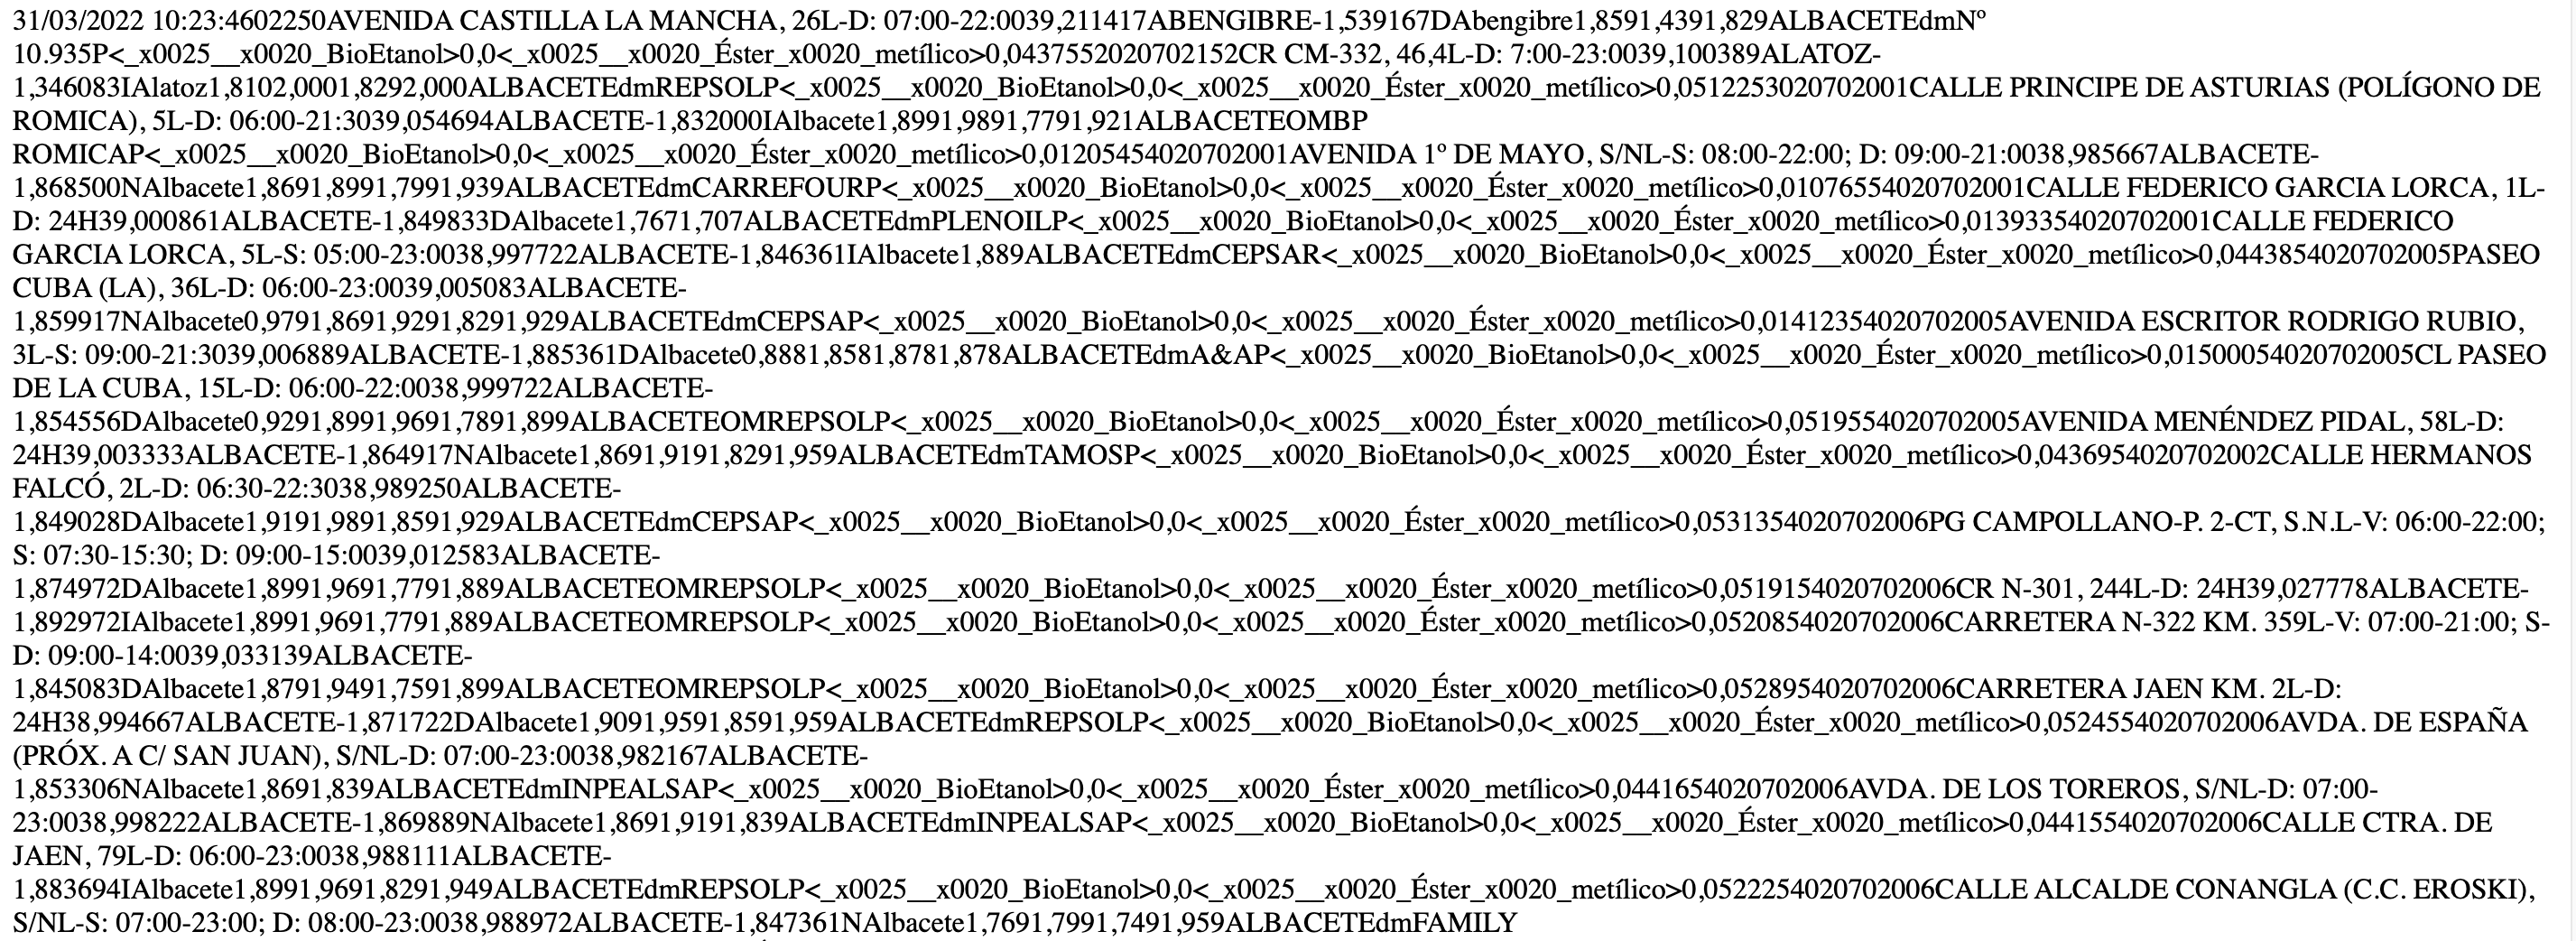 31/03/2022 10:23:4602250AVENIDA CASTILLA LA MANCHA, 26L-D: 07:00-22:0039,211417ABENGIBRE-1,539167DAbengibre1,8591,4391,829ALBACETEdmNº
10.935P<_x0025__x0020_BioEtanol>0,0<_x0025__x0020_Éster_x0020_metílico>0,0437552020702152CR CM-332, 46,4L-D: 7:00-23:0039,100389ALATOZ-
1,346083IAlatoz1,8102,0001,8292,000ALBACETEdmREPSOLP<_x0025__x0020_BioEtanol>0,0<_x0025__x0020_Éster_x0020_metílico>0,0512253020702001CALLE PRINCIPE DE ASTURIAS (POLÍGONO DE
ROMICA), 5L-D: 06:00-21:3039,054694ALBACETE-1,832000IAlbacete1,8991,9891,7791,921ALBACETEOMBP
ROMICAP<_x0025__x0020_BioEtanol>0,0<_x0025__x0020_Éster_x0020_metílico>0,01205454020702001AVENIDA 1º DE MAYO, S/NL-S: 08:00-22:00; D: 09:00-21:0038,985667ALBACETE-
1,868500NAlbacete1,8691,8991,7991,939ALBACETEdmCARREFOURP<_x0025__x0020_BioEtanol>0,0<_x0025__x0020_Éster_x0020_metílico>0,01076554020702001CALLE FEDERICO GARCIA LORCA, 1L-
D: 24H39,000861ALBACETE-1,849833DAlbacete1,7671,707ALBACETEdmPLENOILP<_x0025__x0020_BioEtanol>0,0<_x0025__x0020_Éster_x0020_metílico>0,01393354020702001CALLE FEDERICO
GARCIA LORCA, 5L-S: 05:00-23:0038,997722ALBACETE-1,846361IAlbacete1,889ALBACETEdmCEPSAR<_x0025__x0020_BioEtanol>0,0<_x0025__x0020_Éster_x0020_metílico>0,0443854020702005PASEO
CUBA (LA), 36L-D: 06:00-23:0039,005083ALBACETE-
1,859917NAlbacete0,9791,8691,9291,8291,929ALBACETEdmCEPSAP<_x0025__x0020_BioEtanol>0,0<_x0025__x0020_Éster_x0020_metílico>0,01412354020702005AVENIDA ESCRITOR RODRIGO RUBIO,
3L-S: 09:00-21:3039,006889ALBACETE-1,885361DAlbacete0,8881,8581,8781,878ALBACETEdmA&AP<_x0025__x0020_BioEtanol>0,0<_x0025__x0020_Éster_x0020_metílico>0,01500054020702005CL PASEO
DE LA CUBA, 15L-D: 06:00-22:0038,999722ALBACETE-
1,854556DAlbacete0,9291,8991,9691,7891,899ALBACETEOMREPSOLP<_x0025__x0020_BioEtanol>0,0<_x0025__x0020_Éster_x0020_metílico>0,0519554020702005AVENIDA MENÉNDEZ PIDAL, 58L-D:
24H39,003333ALBACETE-1,864917NAlbacete1,8691,9191,8291,959ALBACETEdmTAMOSP<_x0025__x0020_BioEtanol>0,0<_x0025__x0020_Éster_x0020_metílico>0,0436954020702002CALLE HERMANOS
FALCÓ, 2L-D: 06:30-22:3038,989250ALBACETE-
1,849028DAlbacete1,9191,9891,8591,929ALBACETEdmCEPSAP<_x0025__x0020_BioEtanol>0,0<_x0025__x0020_Éster_x0020_metílico>0,0531354020702006PG CAMPOLLANO-P. 2-CT, S.N.L-V: 06:00-22:00;
S: 07:30-15:30; D: 09:00-15:0039,012583ALBACETE-
1,874972DAlbacete1,8991,9691,7791,889ALBACETEOMREPSOLP<_x0025__x0020_BioEtanol>0,0<_x0025__x0020_Éster_x0020_metílico>0,0519154020702006CR N-301, 244L-D: 24H39,027778ALBACETE-
1,892972IAlbacete1,8991,9691,7791,889ALBACETEOMREPSOLP<_x0025__x0020_BioEtanol>0,0<_x0025__x0020_Éster_x0020_metílico>0,0520854020702006CARRETERA N-322 KM. 359L-V: 07:00-21:00; S-
D: 09:00-14:0039,033139ALBACETE-
1,845083DAlbacete1,8791,9491,7591,899ALBACETEOMREPSOLP<_x0025__x0020_BioEtanol>0,0<_x0025__x0020_Éster_x0020_metílico>0,0528954020702006CARRETERA JAEN KM. 2L-D:
24H38,994667ALBACETE-1,871722DAlbacete1,9091,9591,8591,959ALBACETEdmREPSOLP<_x0025__x0020_BioEtanol>0,0<_x0025__x0020_Éster_x0020_metílico>0,0524554020702006AVDA. DE ESPAÑA
(PRÓX. A C/ SAN JUAN), S/NL-D: 07:00-23:0038,982167ALBACETE-
1,853306NAlbacete1,8691,839ALBACETEdmINPEALSAP<_x0025__x0020_BioEtanol>0,0<_x0025__x0020_Éster_x0020_metílico>0,0441654020702006AVDA. DE LOS TOREROS, S/NL-D: 07:00-
23:0038,998222ALBACETE-1,869889NAlbacete1,8691,9191,839ALBACETEdmINPEALSAP<_x0025__x0020_BioEtanol>0,0<_x0025__x0020_Éster_x0020_metílico>0,0441554020702006CALLE CTRA. DE
JAEN, 79L-D: 06:00-23:0038,988111ALBACETE-
1,883694IAlbacete1,8991,9691,8291,949ALBACETEdmREPSOLP<_x0025__x0020_BioEtanol>0,0<_x0025__x0020_Éster_x0020_metílico>0,0522254020702006CALLE ALCALDE CONANGLA (C.C. EROSKI),
S/NL-S: 07:00-23:00; D: 08:00-23:0038,988972ALBACETE-1,847361NAlbacete1,7691,7991,7491,959ALBACETEdmFAMILY